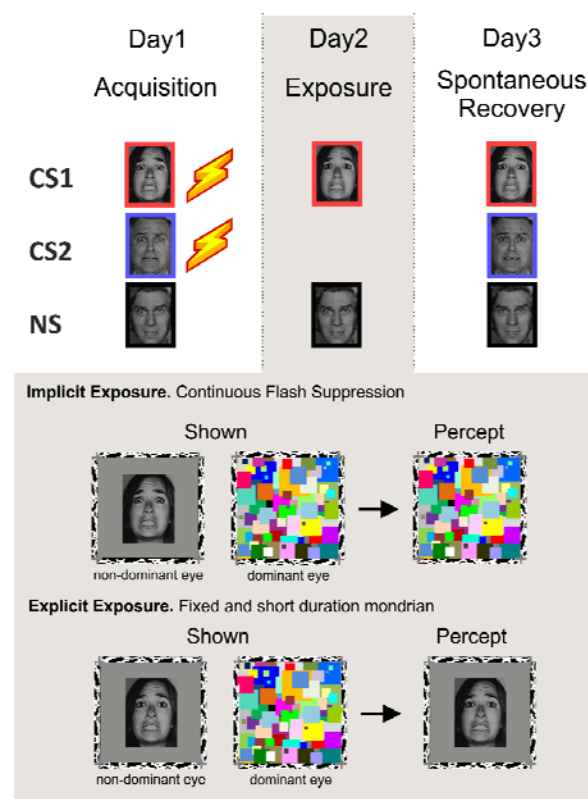 Day1
Day2
Day3
Acquisition
Exposure
Spontaneous
Recovery
CS1
CS2
NS
Implicit Exposure. Continuous Flash Suppression
Shown
Percept
non-dominant eye
dominant eye
Explicit Exposure. Fixed and short duration mondrian
Shown
Percept
non-dominant cyc
dominant eye